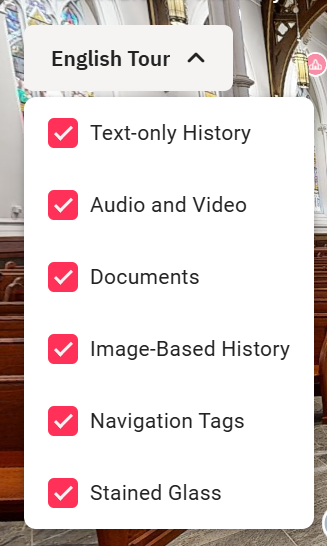 English Tour
Text-only History
Audio and Video
Documents
Image-Based History
Navigation Tags
Stained Glass